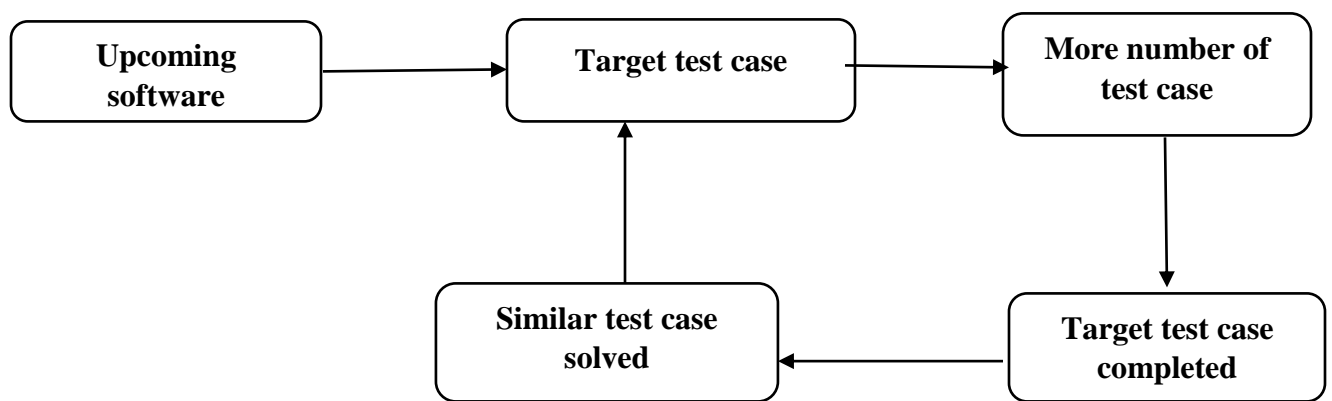 Upcoming
software
Target test case
More number of
test case
Similar test case
solved
Target test case
completed